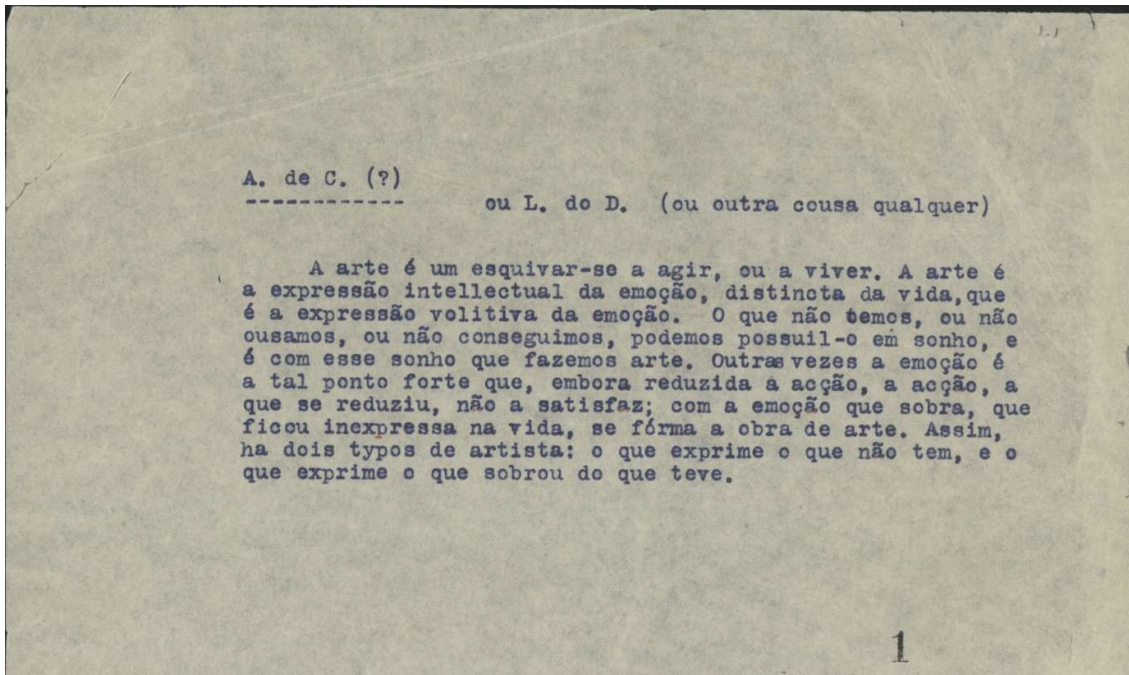 A. de C. (?)
------------
ou L. do D. (ou outra cousa qualquer)
A arte é um esquivar-se a agir, ou a viver. A arte é
a expressão intellectual da emoção, distincta da vida,que
é a expressão volitiva da emoção. O que não temos, ou não
ousamos, ou não conseguimos, podemos possuil-o em sonho, e
é com esse sonho que fazemos arte. Outras vezes a emoção é
a tal ponto forte que, embora reduzida á acção, a acção, a
que se reduziu, não a satisfaz; com a emoção que sobra, que
ficou inexpressa na vida, se fórma a obra de arte. Assim,
ha dois typos de artista: o que exprime o que não tem, e o
que exprime o que sobrou do que teve.
1